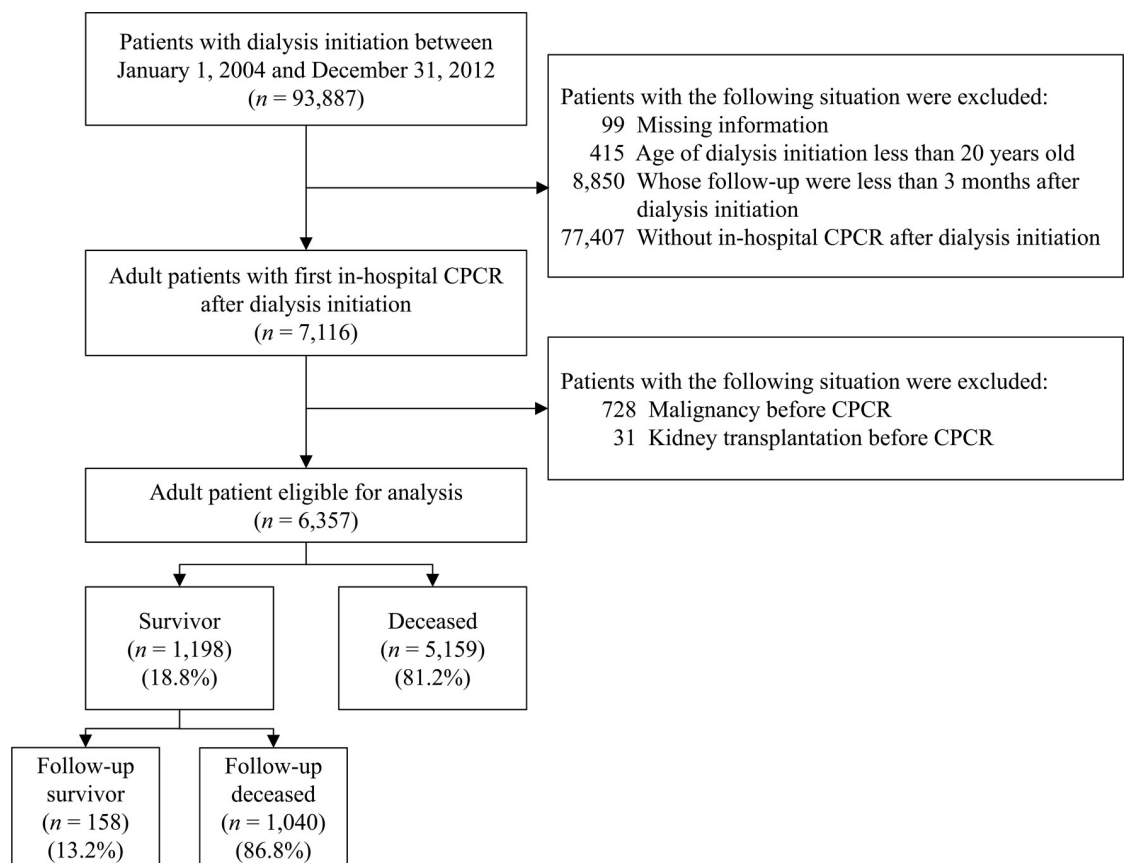 Patients with dialysis initiation between
January 1, 2004 and December 31, 2012
(n = 93,887)
Patients with the following situation were excluded:
99 Missing information
415 Age of dialysis initiation less than 20 years old
8,850 Whose follow-up were less than 3 months after
dialysis initiation
77,407 Without in-hospital CPCR after dialysis initiation
Adult patients with first in-hospital CPCR
after dialysis initiation
(n = 7,116)
Patients with the following situation were excluded:
728 Malignancy before CPCR
31 Kidney transplantation before CPCR
Adult patient eligible for analysis
(n = 6,357)
Survivor
(n = 1,198)
(18.8%)
Deceased
(n = 5,159)
(81.2%)
Follow-up
survivor
(n = 158)
(13.2%)
Follow-up
deceased
(n = 1,040)
(86.8%)